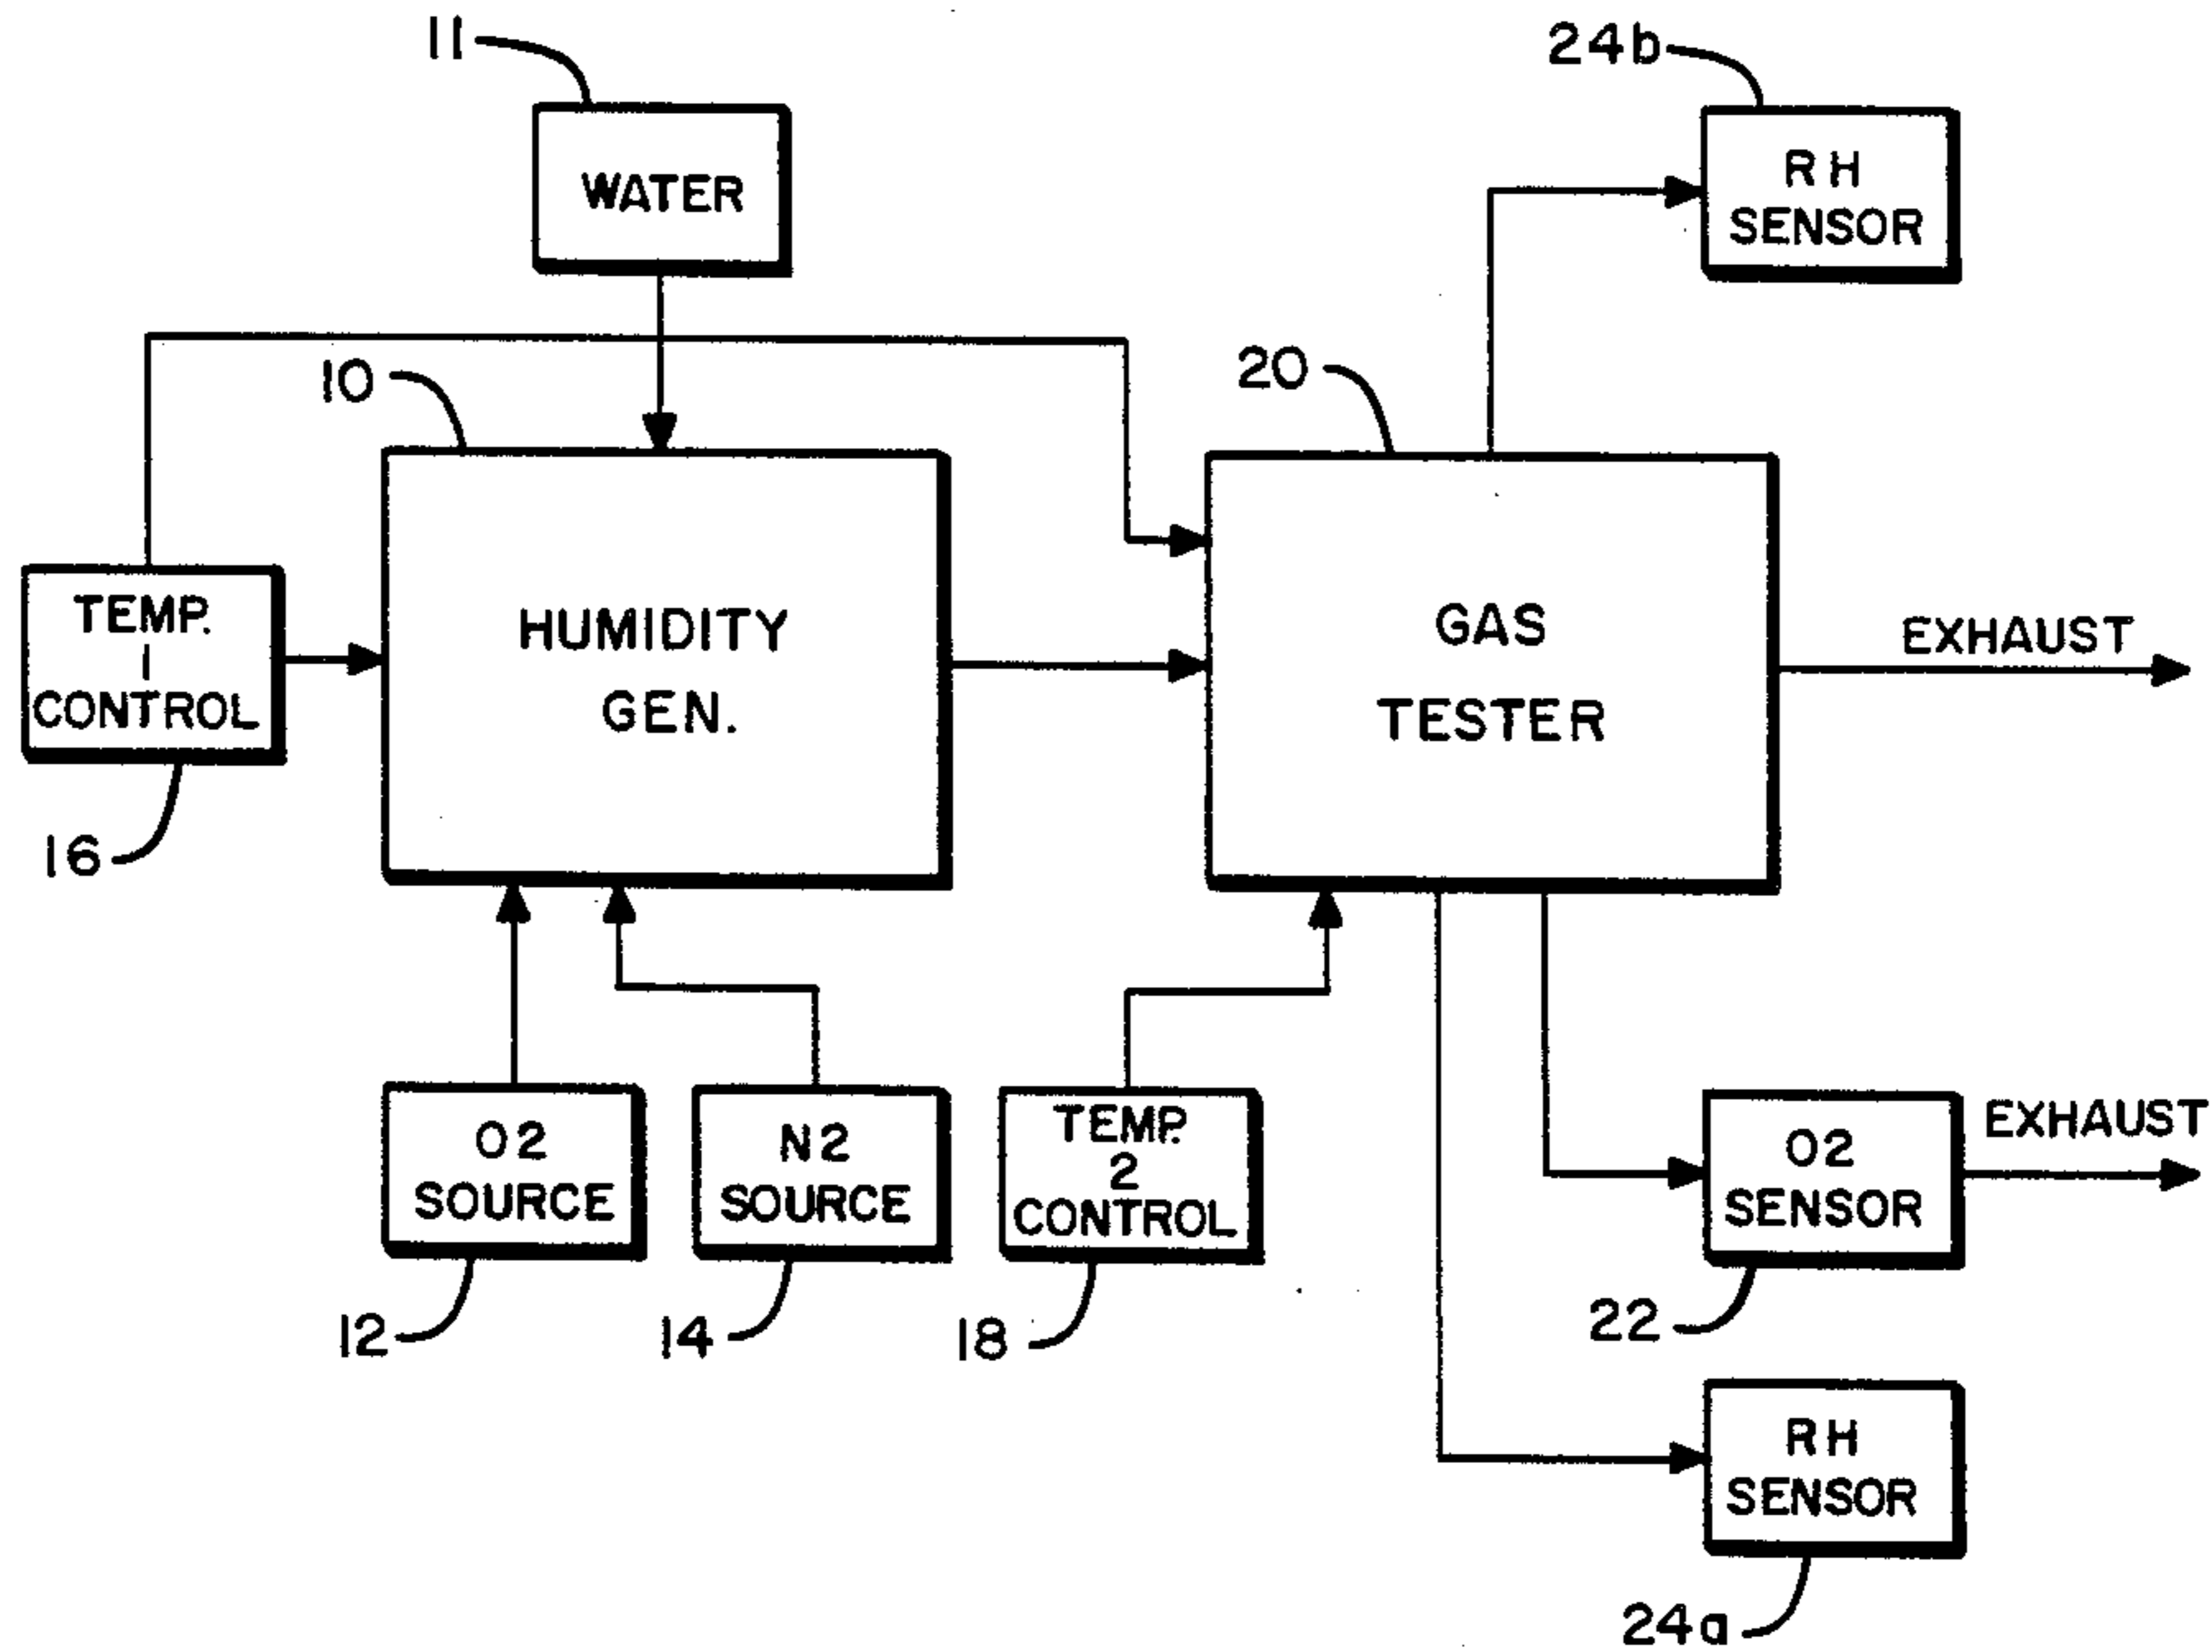 11
24b
WATER
RH
SENSOR
10
20
TEMP.
1
CONTROL
HUMIDITY
GEN.
GAS
TESTER
EXHAUST
16
O2
SOURCE
N2
SOURCE
TEMP.
2
CONTROL
O2
SENSOR
EXHAUST
12
14
18
22
RH
SENSOR
24a